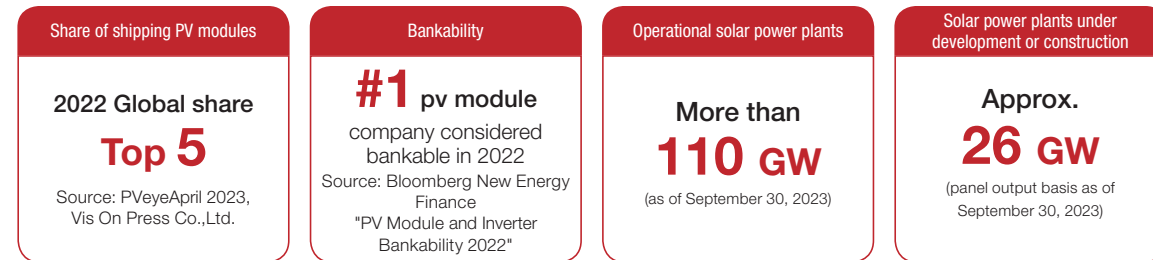 Share of shipping PV modules
2022 Global share
Top 5
Source: PVeyeApril 2023,
Vis On Press Co.,Ltd.
Bankability
#1 pv module
company considered
bankable in 2022
Source: Bloomberg New Energy
Finance
"PV Module and Inverter
Bankability 2022"
Operational solar power plants
More than
110 GW
(as of September 30, 2023)
Solar power plants under
development or construction
Approx.
26 GW
(panel output basis as of
September 30, 2023)